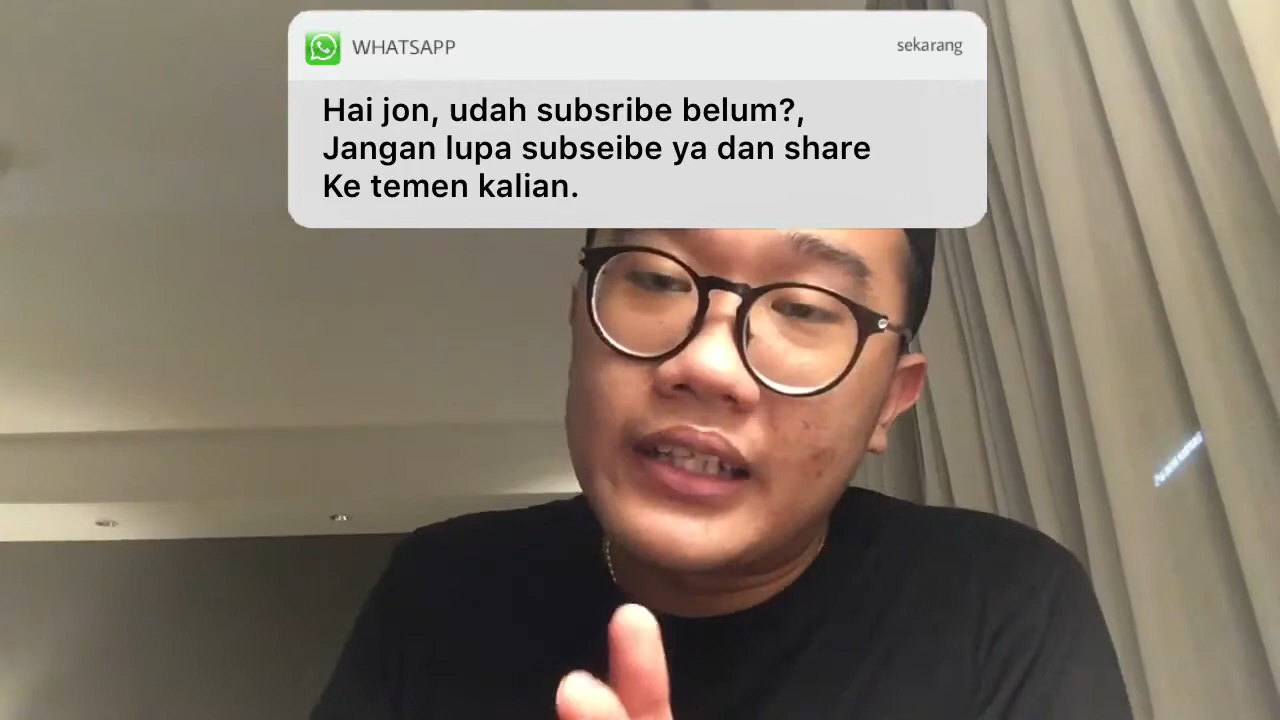 WHATSAPP
sekarang
Hai jon, udah subsribe belum?,
Jangan lupa subseibe ya dan share
Ke temen kalian.